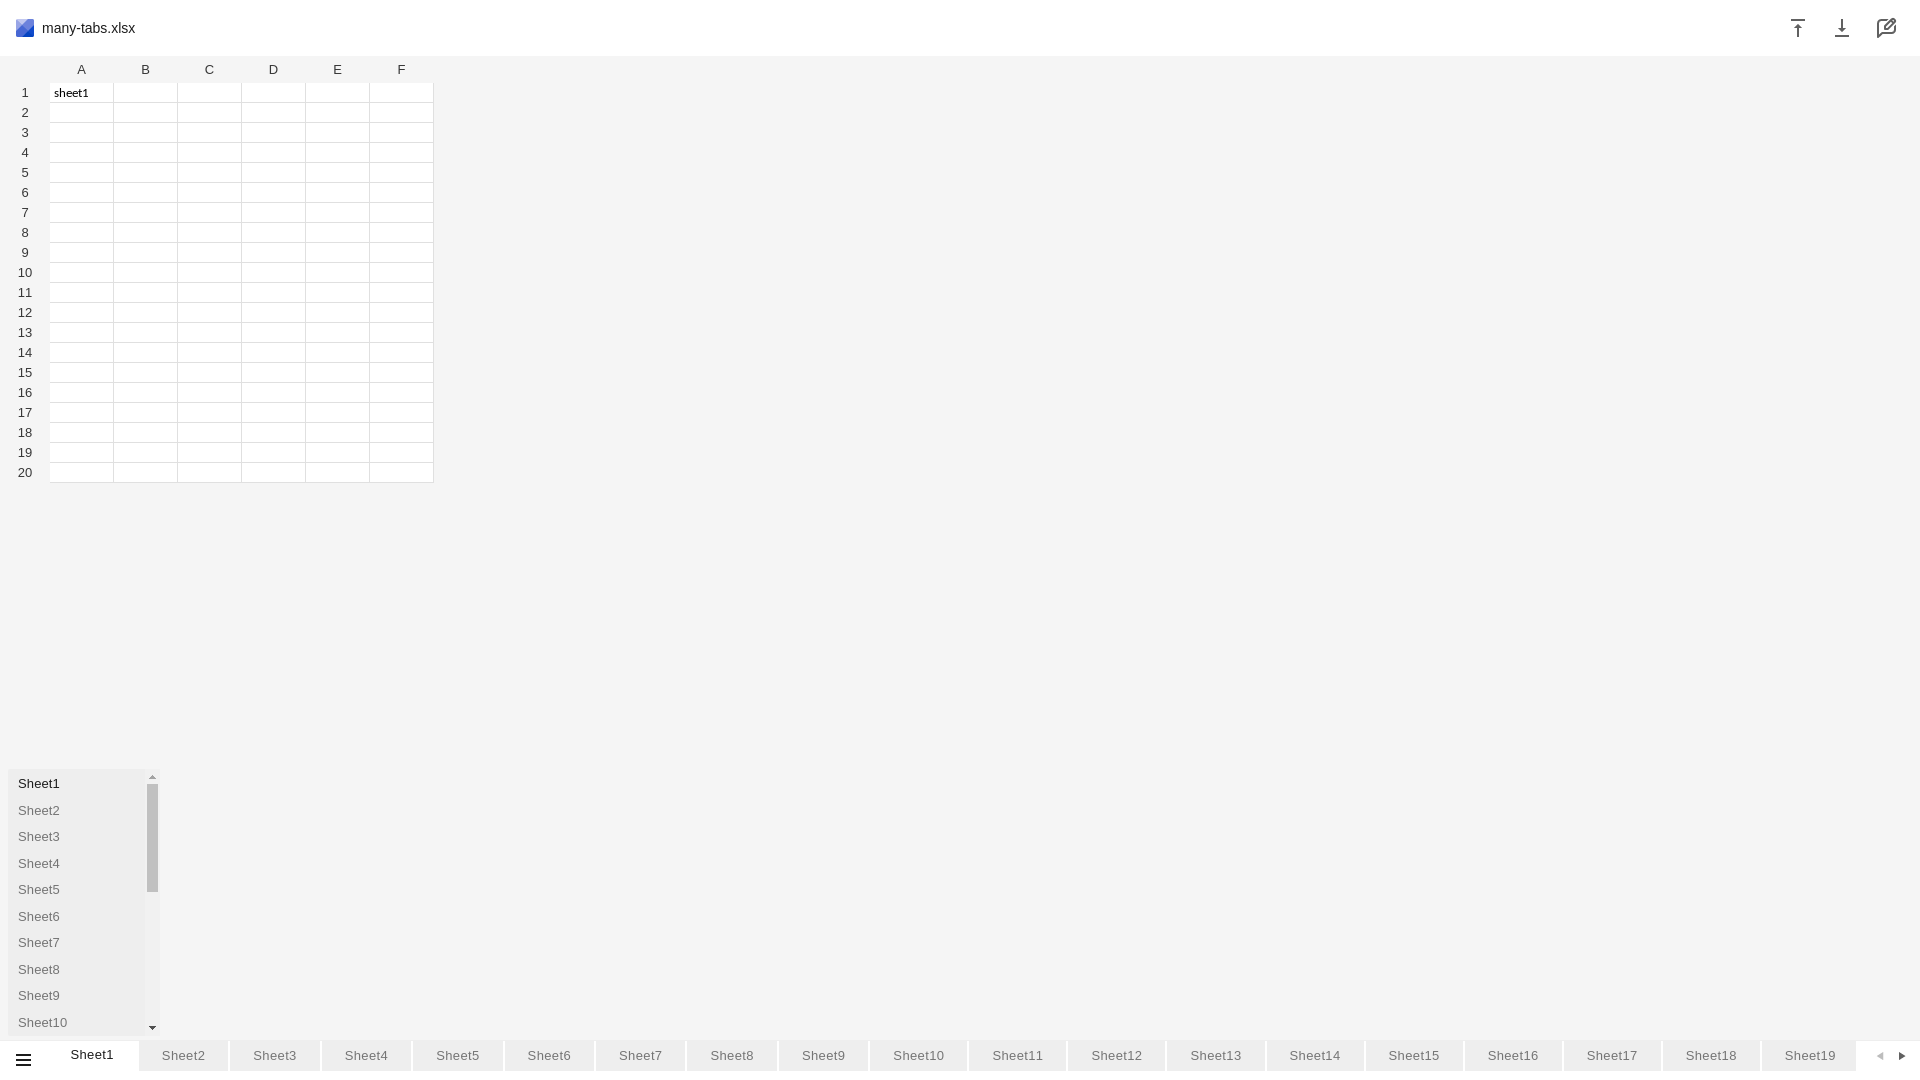 many-tabs.xlsx
A B C D E F
1 sheet1
2
3
4
5
6
7
8
9
10
11
12
13
14
15
16
17
18
19
20
Sheet1
Sheet2
Sheet3
Sheet4
Sheet5
Sheet6
Sheet7
Sheet8
Sheet9
Sheet10
Sheet1 Sheet2 Sheet3 Sheet4 Sheet5 Sheet6 Sheet7 Sheet8 Sheet9 Sheet10 Sheet11 Sheet12 Sheet13 Sheet14 Sheet15 Sheet16 Sheet17 Sheet18 Sheet19